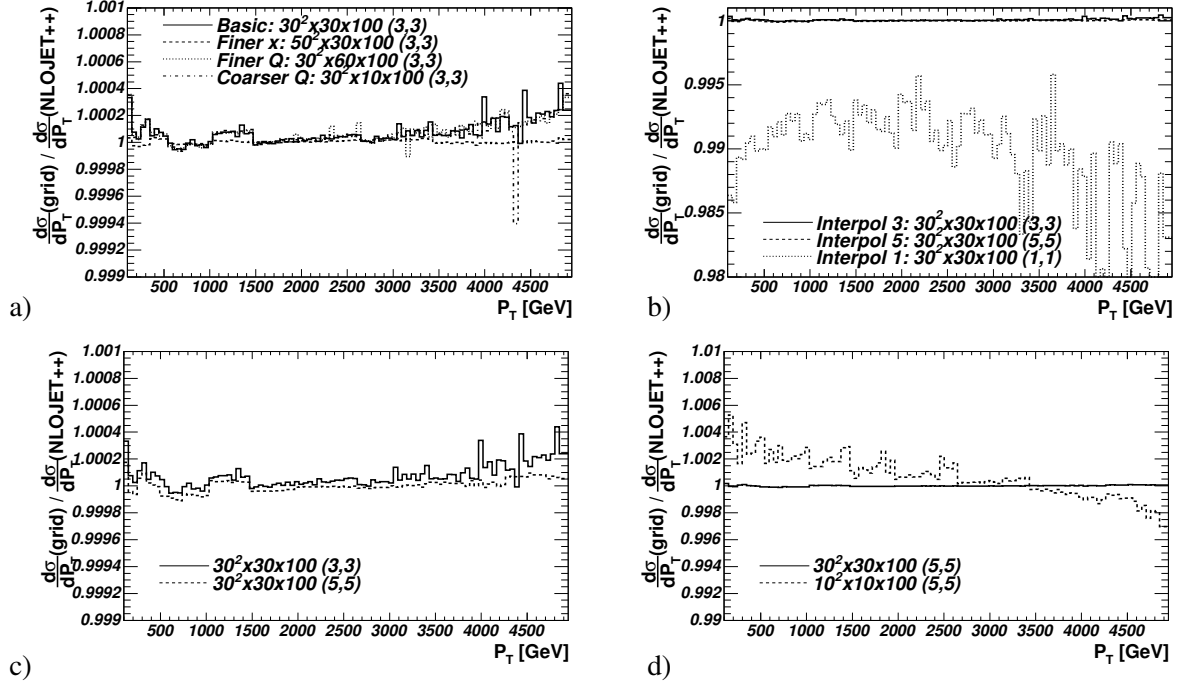 dσ/dP_T(grid) / dσ/dP_T(NLOJET++)
1.001
1.0008
1.0006
1.0004
1.0002
1
0.9998
0.9996
0.9994
0.9992
0.999
Basic: 30²x30x100 (3,3)
Finer x: 50²x30x100 (3,3)
Finer Q: 30²x60x100 (3,3)
Coarser Q: 30²x10x100 (3,3)
500 1000 1500 2000 2500 3000 3500 4000 4500
P_T [GeV]
a)
dσ/dP_T(grid) / dσ/dP_T(NLOJET++)
1
0.995
0.99
0.985
0.98
Interpol 3: 30²x30x100 (3,3)
Interpol 5: 30²x30x100 (5,5)
Interpol 1: 30²x30x100 (1,1)
500 1000 1500 2000 2500 3000 3500 4000 4500
P_T [GeV]
b)
dσ/dP_T(grid) / dσ/dP_T(NLOJET++)
1.001
1.0008
1.0006
1.0004
1.0002
1
0.9998
0.9996
0.9994
0.9992
0.999
30²x30x100 (3,3)
30²x30x100 (5,5)
500 1000 1500 2000 2500 3000 3500 4000 4500
P_T [GeV]
c)
dσ/dP_T(grid) / dσ/dP_T(NLOJET++)
1.01
1.008
1.006
1.004
1.002
1
0.998
0.996
0.994
0.992
0.99
30²x30x100 (5,5)
10²x10x100 (5,5)
500 1000 1500 2000 2500 3000 3500 4000 4500
P_T [GeV]
d)